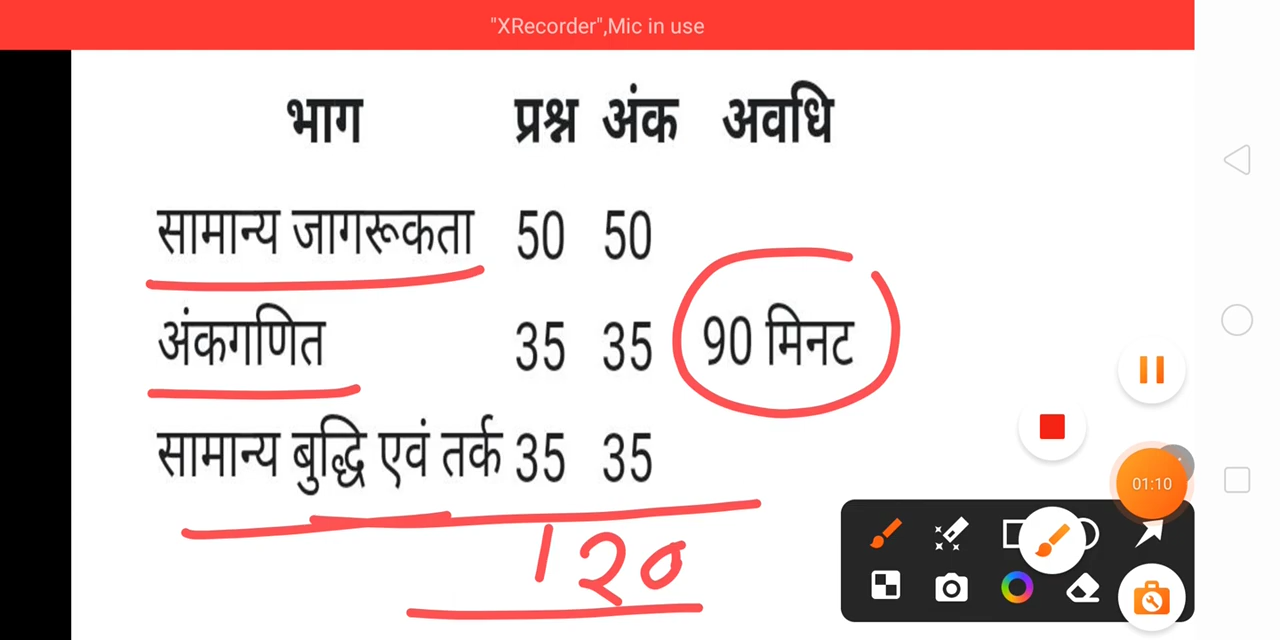 "XRecorder",Mic in use
भाग प्रश्न अंक अवधि
सामान्य जागरूकता 50 50
अंकगणित 35 35 90 मिनट
सामान्य बुद्धि एवं तर्क 35 35
120
01:10